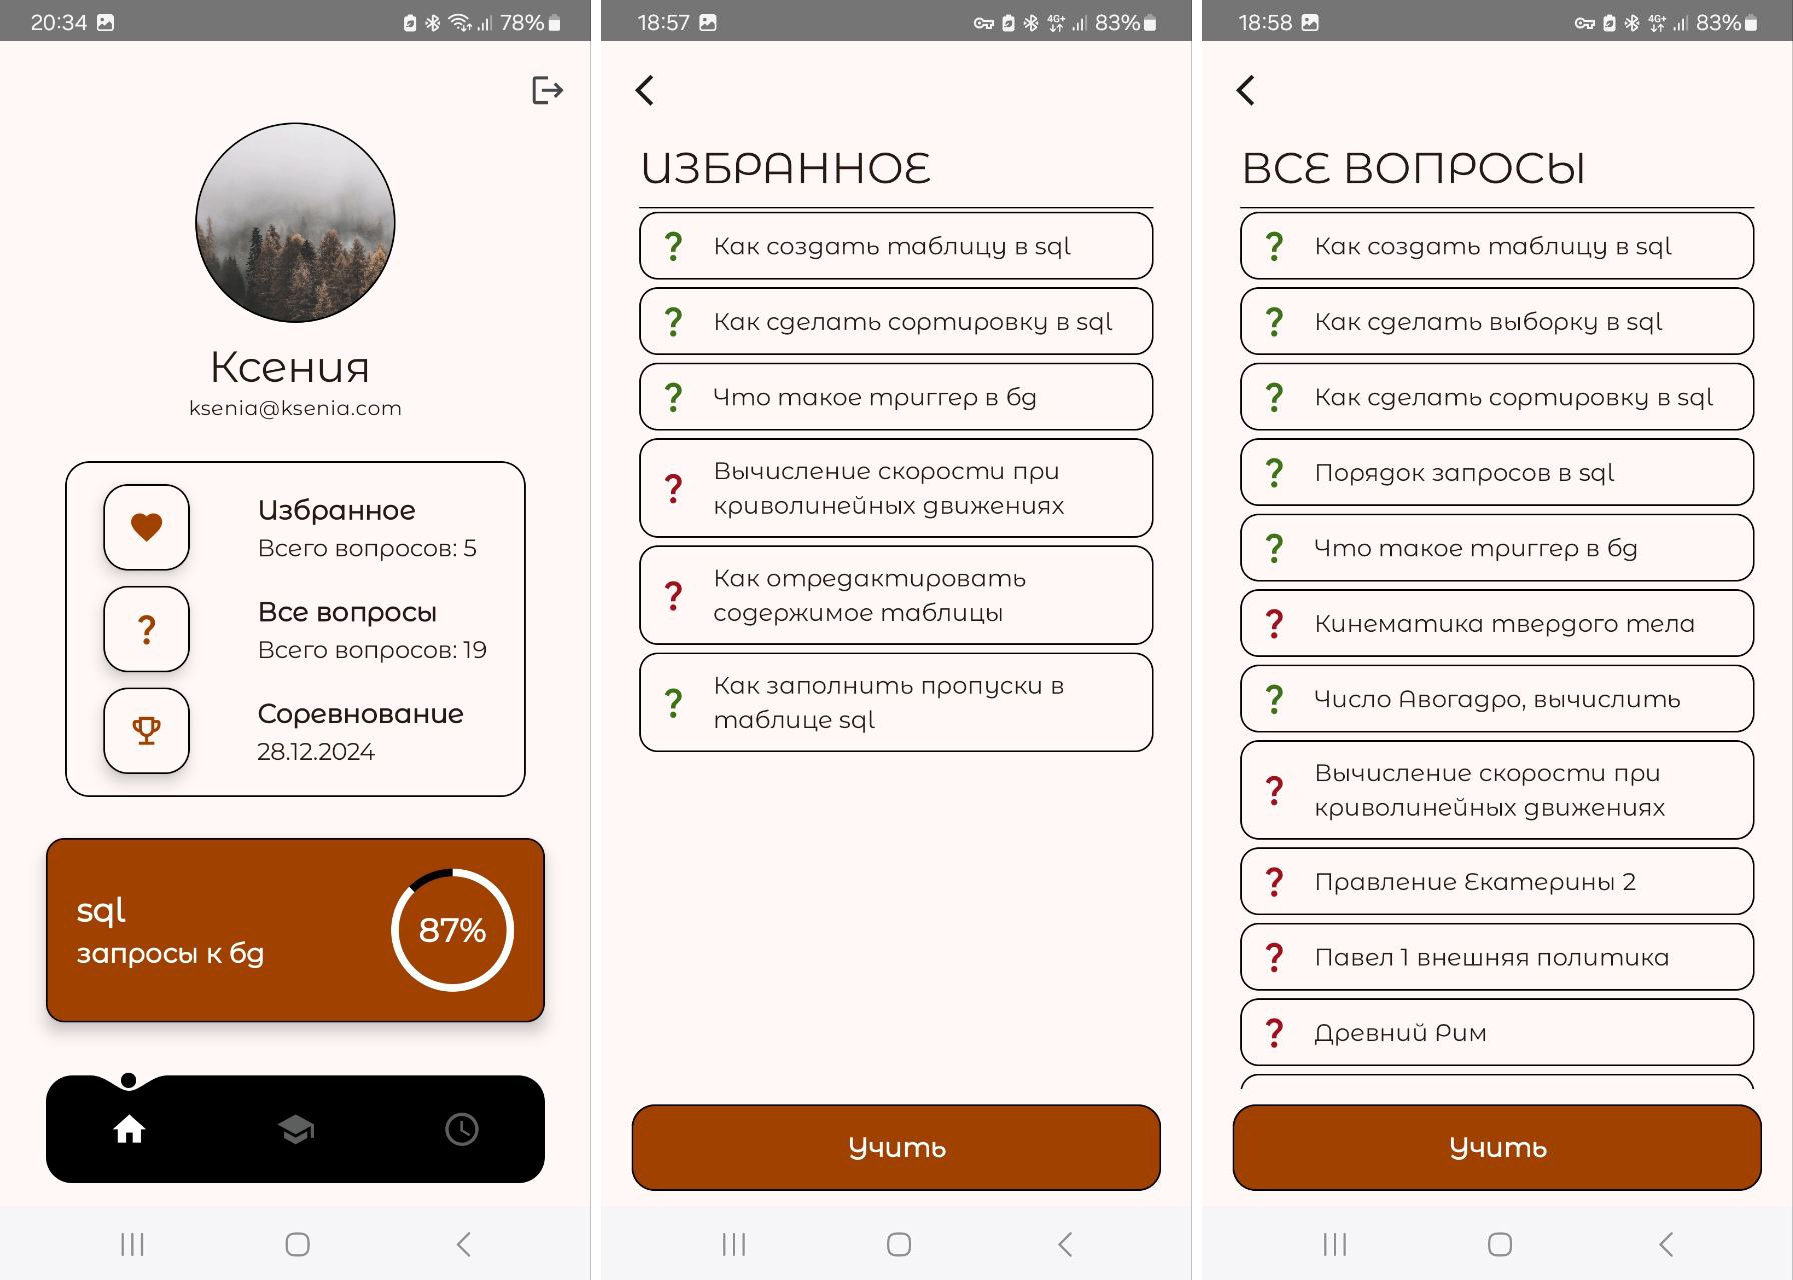 20:34
78%
Ксения
ksenia@ksenia.com
Избранное
Всего вопросов: 5
Все вопросы
Всего вопросов: 19
Соревнование
28.12.2024
sql
запросы к бд
87%
18:57
4G+
83%
ИЗБРАННОЕ
? Как создать таблицу в sql
? Как сделать сортировку в sql
? Что такое триггер в бд
? Вычисление скорости при
криволинейных движениях
? Как отредактировать
содержимое таблицы
? Как заполнить пропуски в
таблице sql
Учить
18:58
4G+
83%
ВСЕ ВОПРОСЫ
? Как создать таблицу в sql
? Как сделать выборку в sql
? Как сделать сортировку в sql
? Порядок запросов в sql
? Что такое триггер в бд
? Кинематика твердого тела
? Число Авогадро, вычислить
? Вычисление скорости при
криволинейных движениях
? Правление Екатерины 2
? Павел 1 внешняя политика
? Древний Рим
Учить